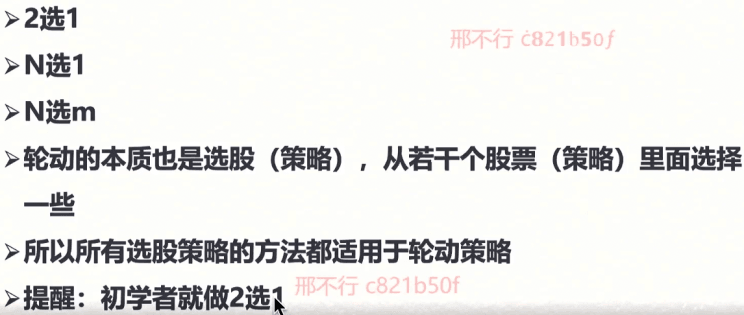 ➢2选1
邢不行 c821b50f
➢N选1
➢N选m
➢轮动的本质也是选股（策略），从若干个股票（策略）里面选择
一些
➢所以所有选股策略的方法都适用于轮动策略
➢提醒：初学者就做2选1
邢不行 c821b50f